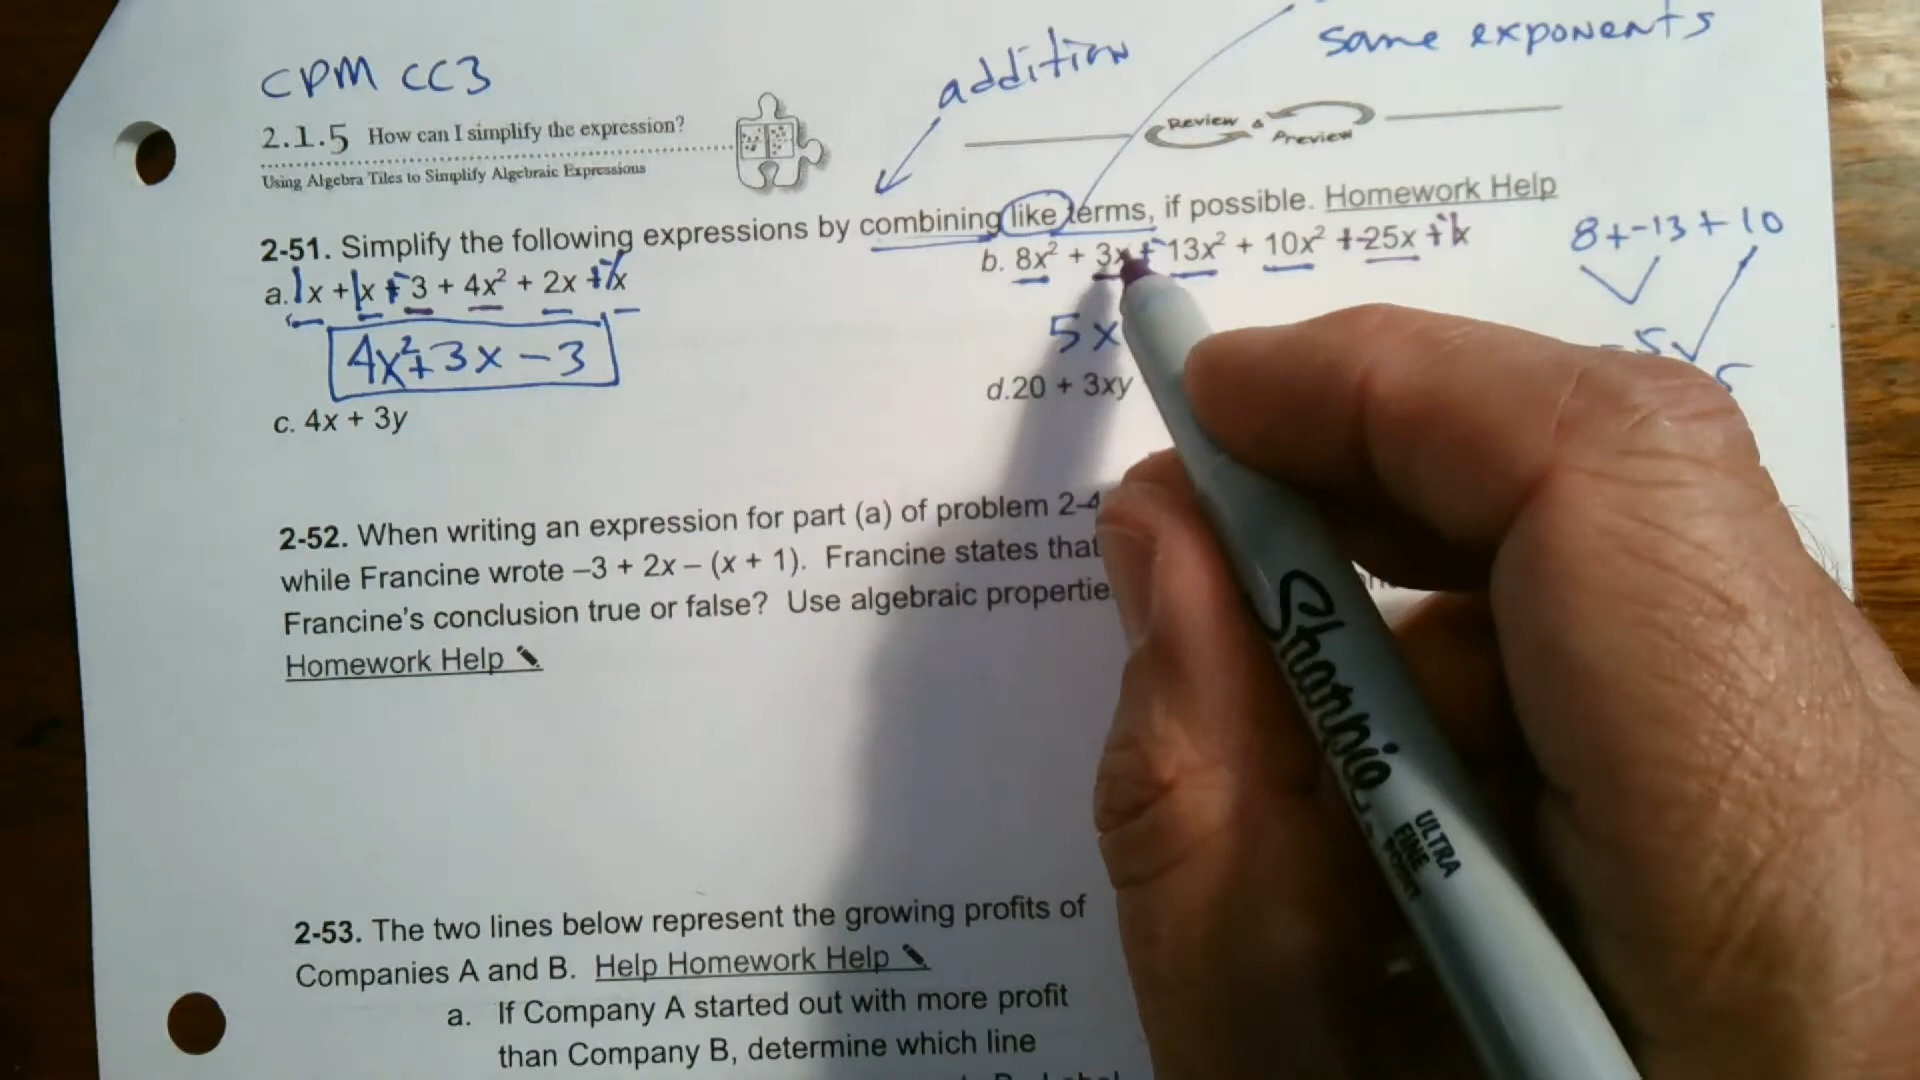 same exponents
CPM CC3
addition
2.1.5 How can I simplify the expression?
Using Algebra Tiles to Simplify Algebraic Expressions
Review &
Preview
2-51. Simplify the following expressions by combining like terms, if possible. Homework Help
a. 1x + 1x + -3 + 4x² + 2x + -1x
b. 8x² + 3x + -13x² + 10x² + -25x + -1x
8 + -13 + 10
-5
5
4x² + 3x - 3
5x
c. 4x + 3y
d. 20 + 3xy
2-52. When writing an expression for part (a) of problem
while Francine wrote –3 + 2x – (x + 1). Francine states that
Francine's conclusion true or false? Use algebraic
Homework Help ✎
2-53. The two lines below represent the growing profits of
Companies A and B. Help Homework Help ✎
a. If Company A started out with more profit
than Company B, determine which line
Sharpie
ULTRA
FINE
POINT